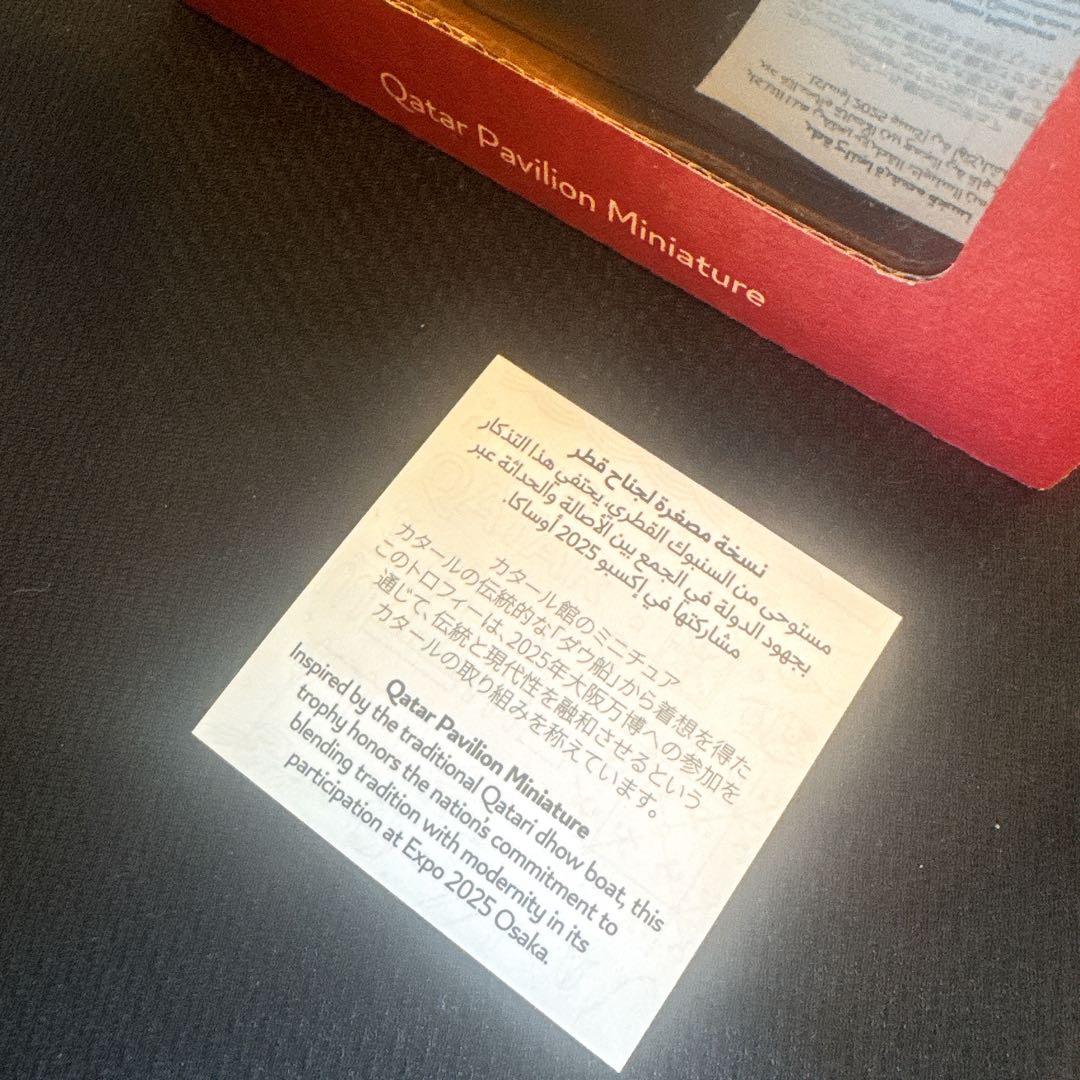 Qatar Pavilion Miniature
نسخة مصغرة لجناح قطر
مستوحى من السنبوك القطري، يحتفي هذا التذكار
بجهود الدولة في الجمع بين الأصالة والحداثة عبر
مشاركتها في إكسبو 2025 أوساكا.
カタール館のミニチュア
カタールの伝統的な「ダウ船」から着想を得た
このトロフィーは、2025年大阪万博への参加を
通じて、伝統と現代性を融和させるという
カタールの取り組みを称えています。
Qatar Pavilion Miniature
Inspired by the traditional Qatari dhow boat, this
trophy honors the nation's commitment to
blending tradition with modernity in its
participation at Expo 2025 Osaka.